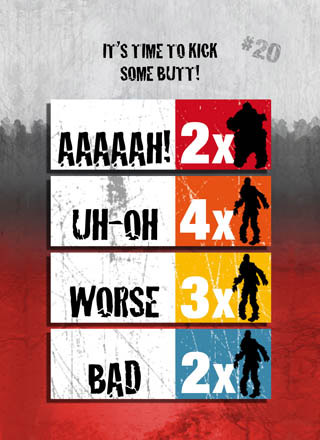 IT'S TIME TO KICK
SOME BUTT!
#20
AAAAAH! 2x
UH-OH 4x
WORSE 3x
BAD 2x